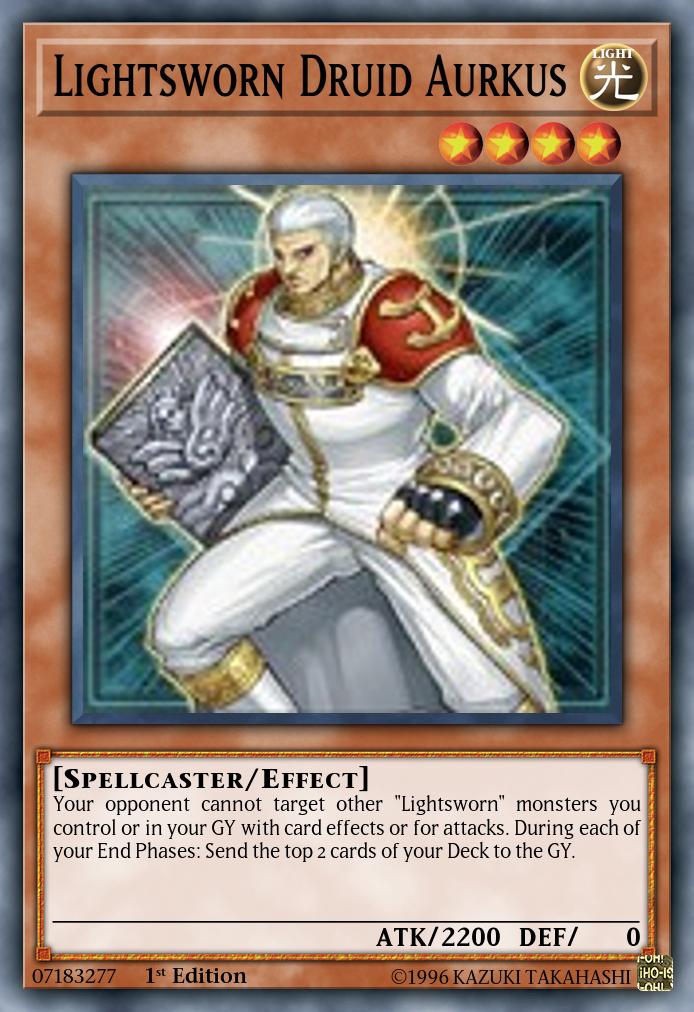 Lightsworn Druid Aurkus
LIGHT
光
[Spellcaster/Effect]
Your opponent cannot target other "Lightsworn" monsters you
control or in your GY with card effects or for attacks. During each of
your End Phases: Send the top 2 cards of your Deck to the GY.
ATK/2200 DEF/ 0
07183277 1st Edition ©1996 KAZUKI TAKAHASHI